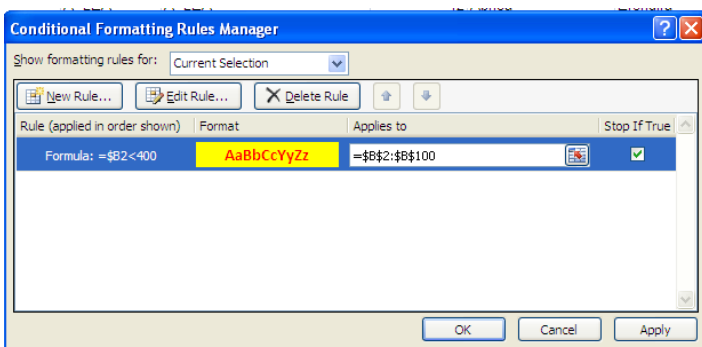 Conditional Formatting Rules Manager
Show formatting rules for: Current Selection
New Rule... Edit Rule... Delete Rule
Rule (applied in order shown) Format Applies to Stop If True
Formula: =$B2<400 AaBbCcYyZz =$B$2:$B$100
OK Cancel Apply